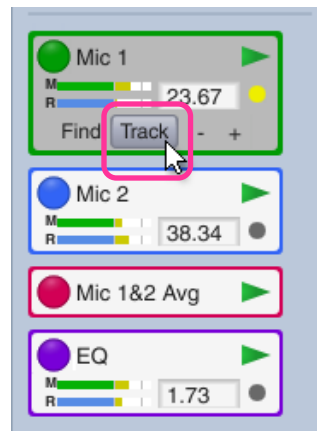 Mic 1
M
R
23.67
Find Track - +
Mic 2
M
R
38.34
Mic 1&2 Avg
EQ
M
R
1.73